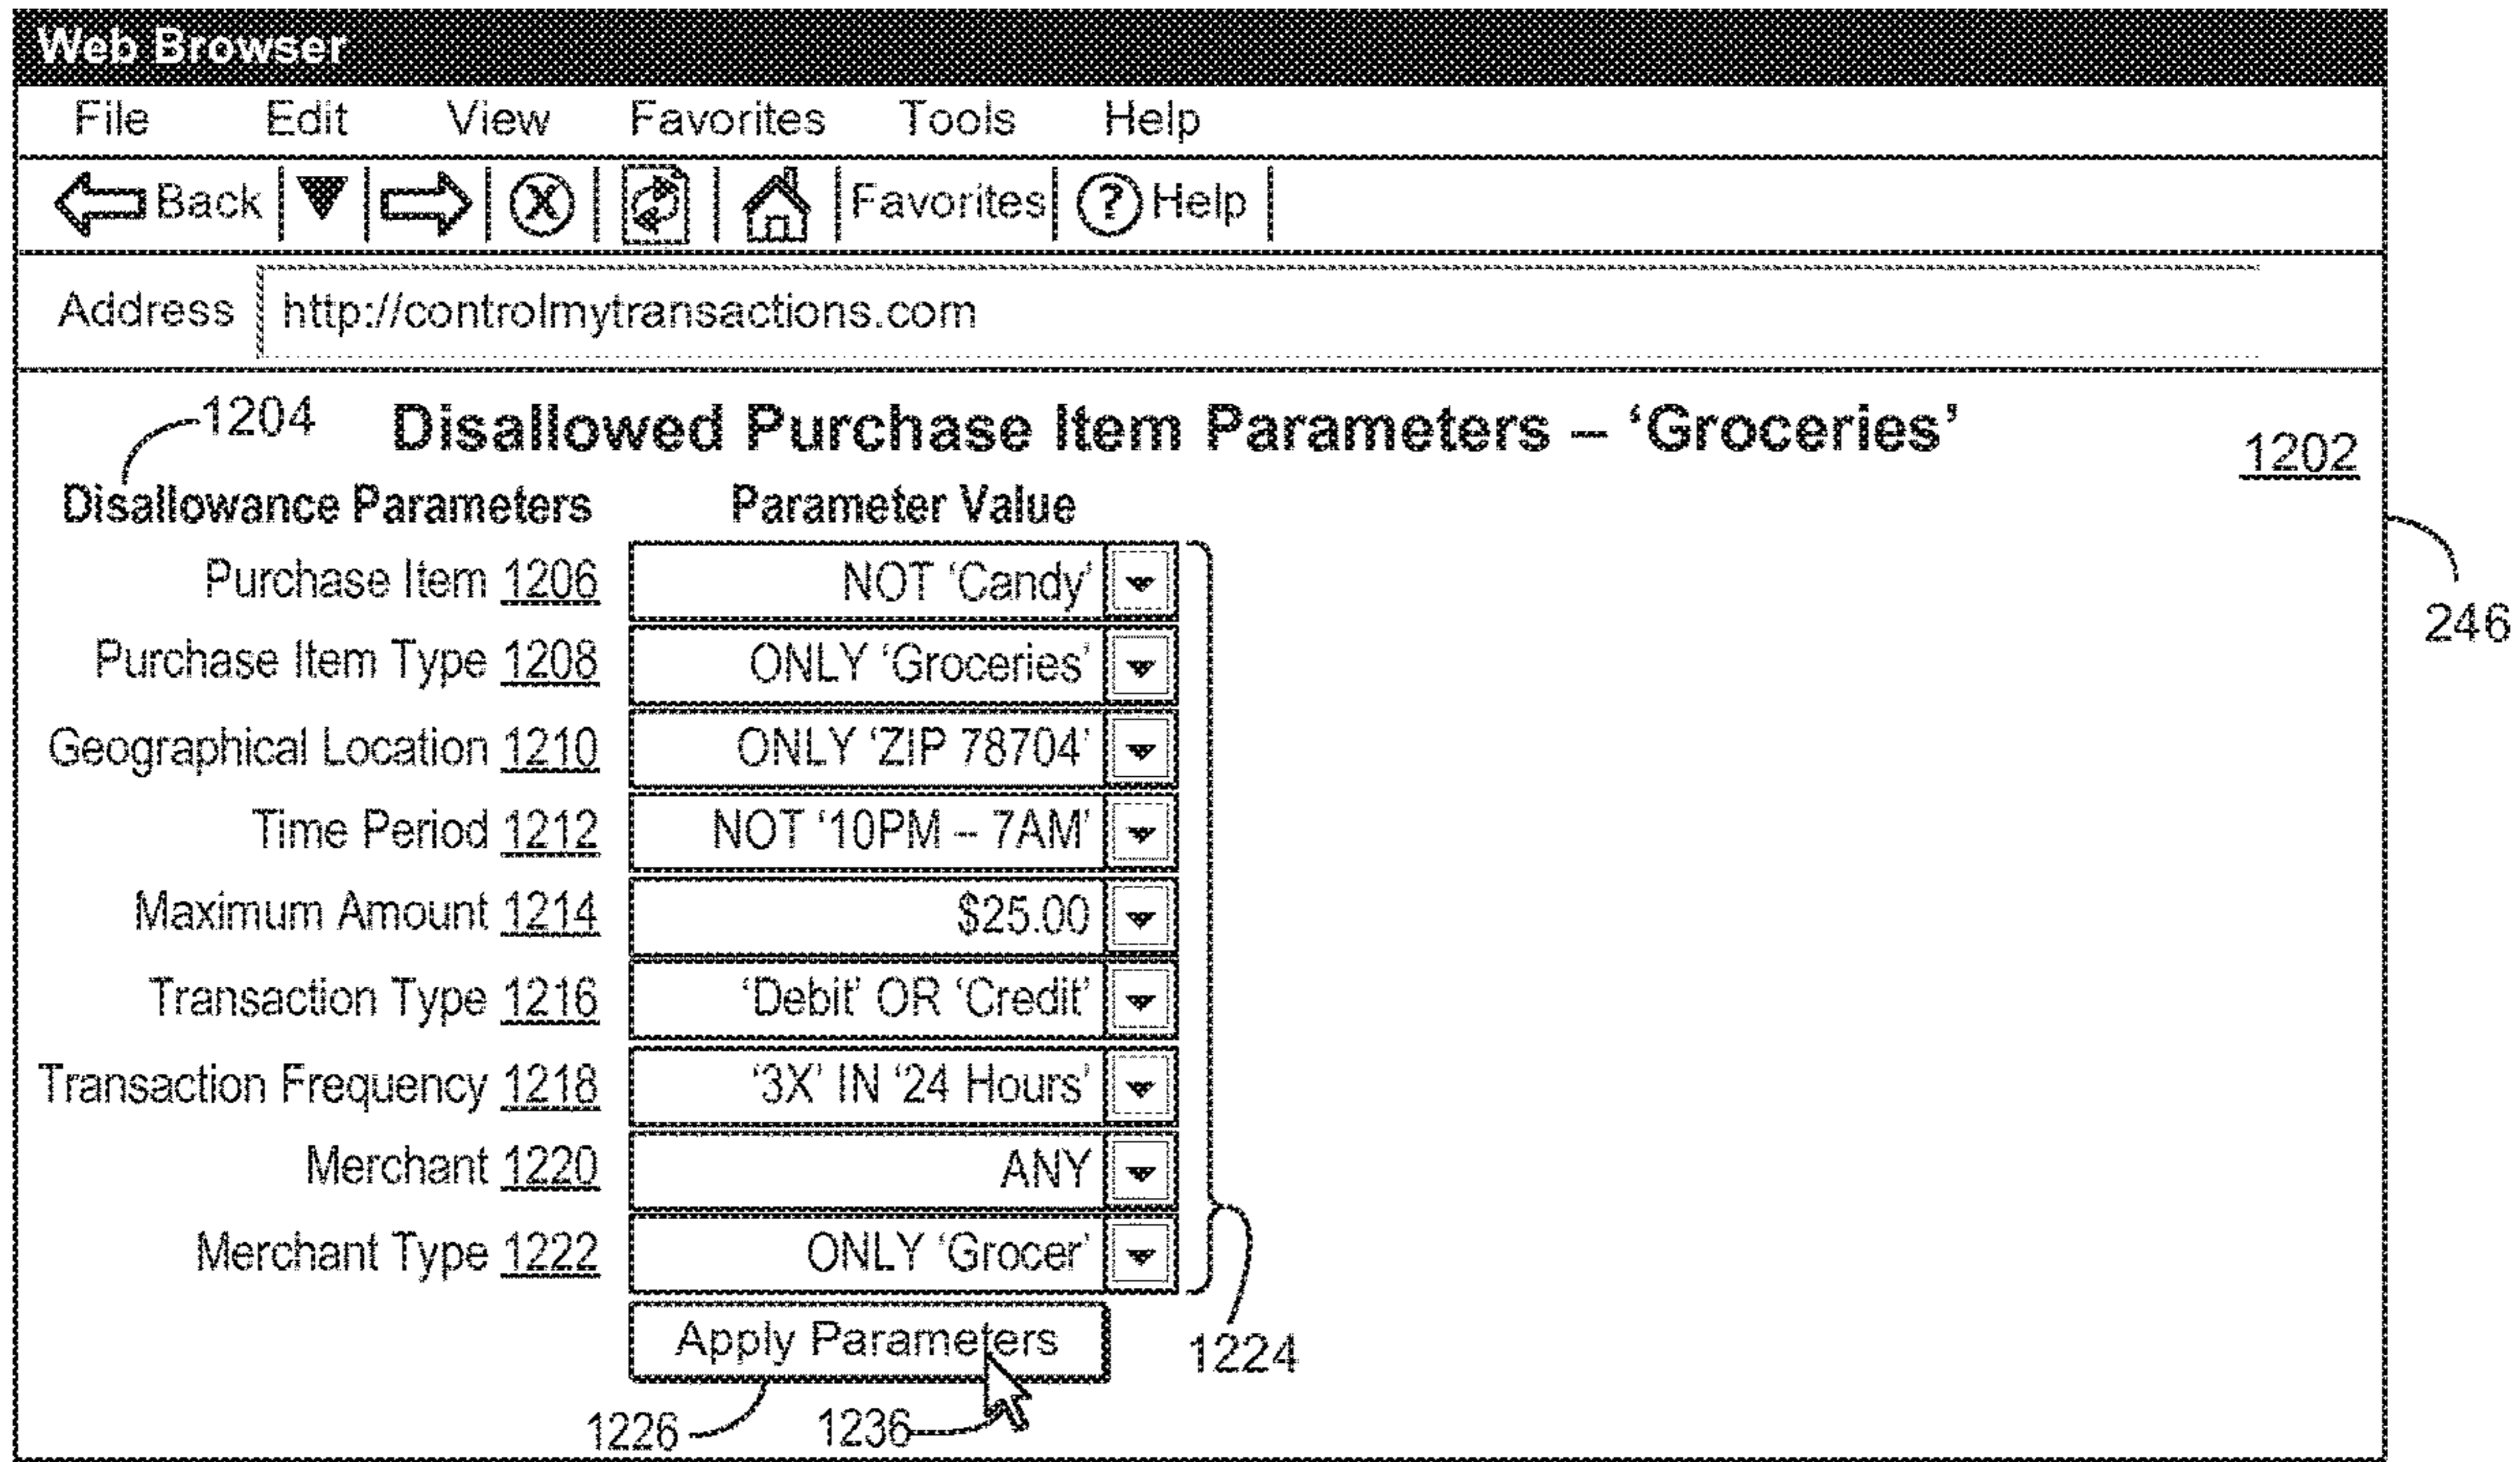 Web Browser
File Edit View Favorites Tools Help
Back X Favorites ? Help
Address http://controlmytransactions.com
1204 Disallowed Purchase Item Parameters – ‘Groceries’ 1202
Disallowance Parameters Parameter Value
Purchase Item 1206 NOT ‘Candy’
246
Purchase Item Type 1208 ONLY ‘Groceries’
Geographical Location 1210 ONLY ‘ZIP 78704’
Time Period 1212 NOT ‘10PM – 7AM’
Maximum Amount 1214 $25.00
Transaction Type 1216 ‘Debit’ OR ‘Credit’
Transaction Frequency 1218 ‘3X’ IN ‘24 Hours’
Merchant 1220 ANY
Merchant Type 1222 ONLY ‘Grocer’
Apply Parameters 1224
1226 1236